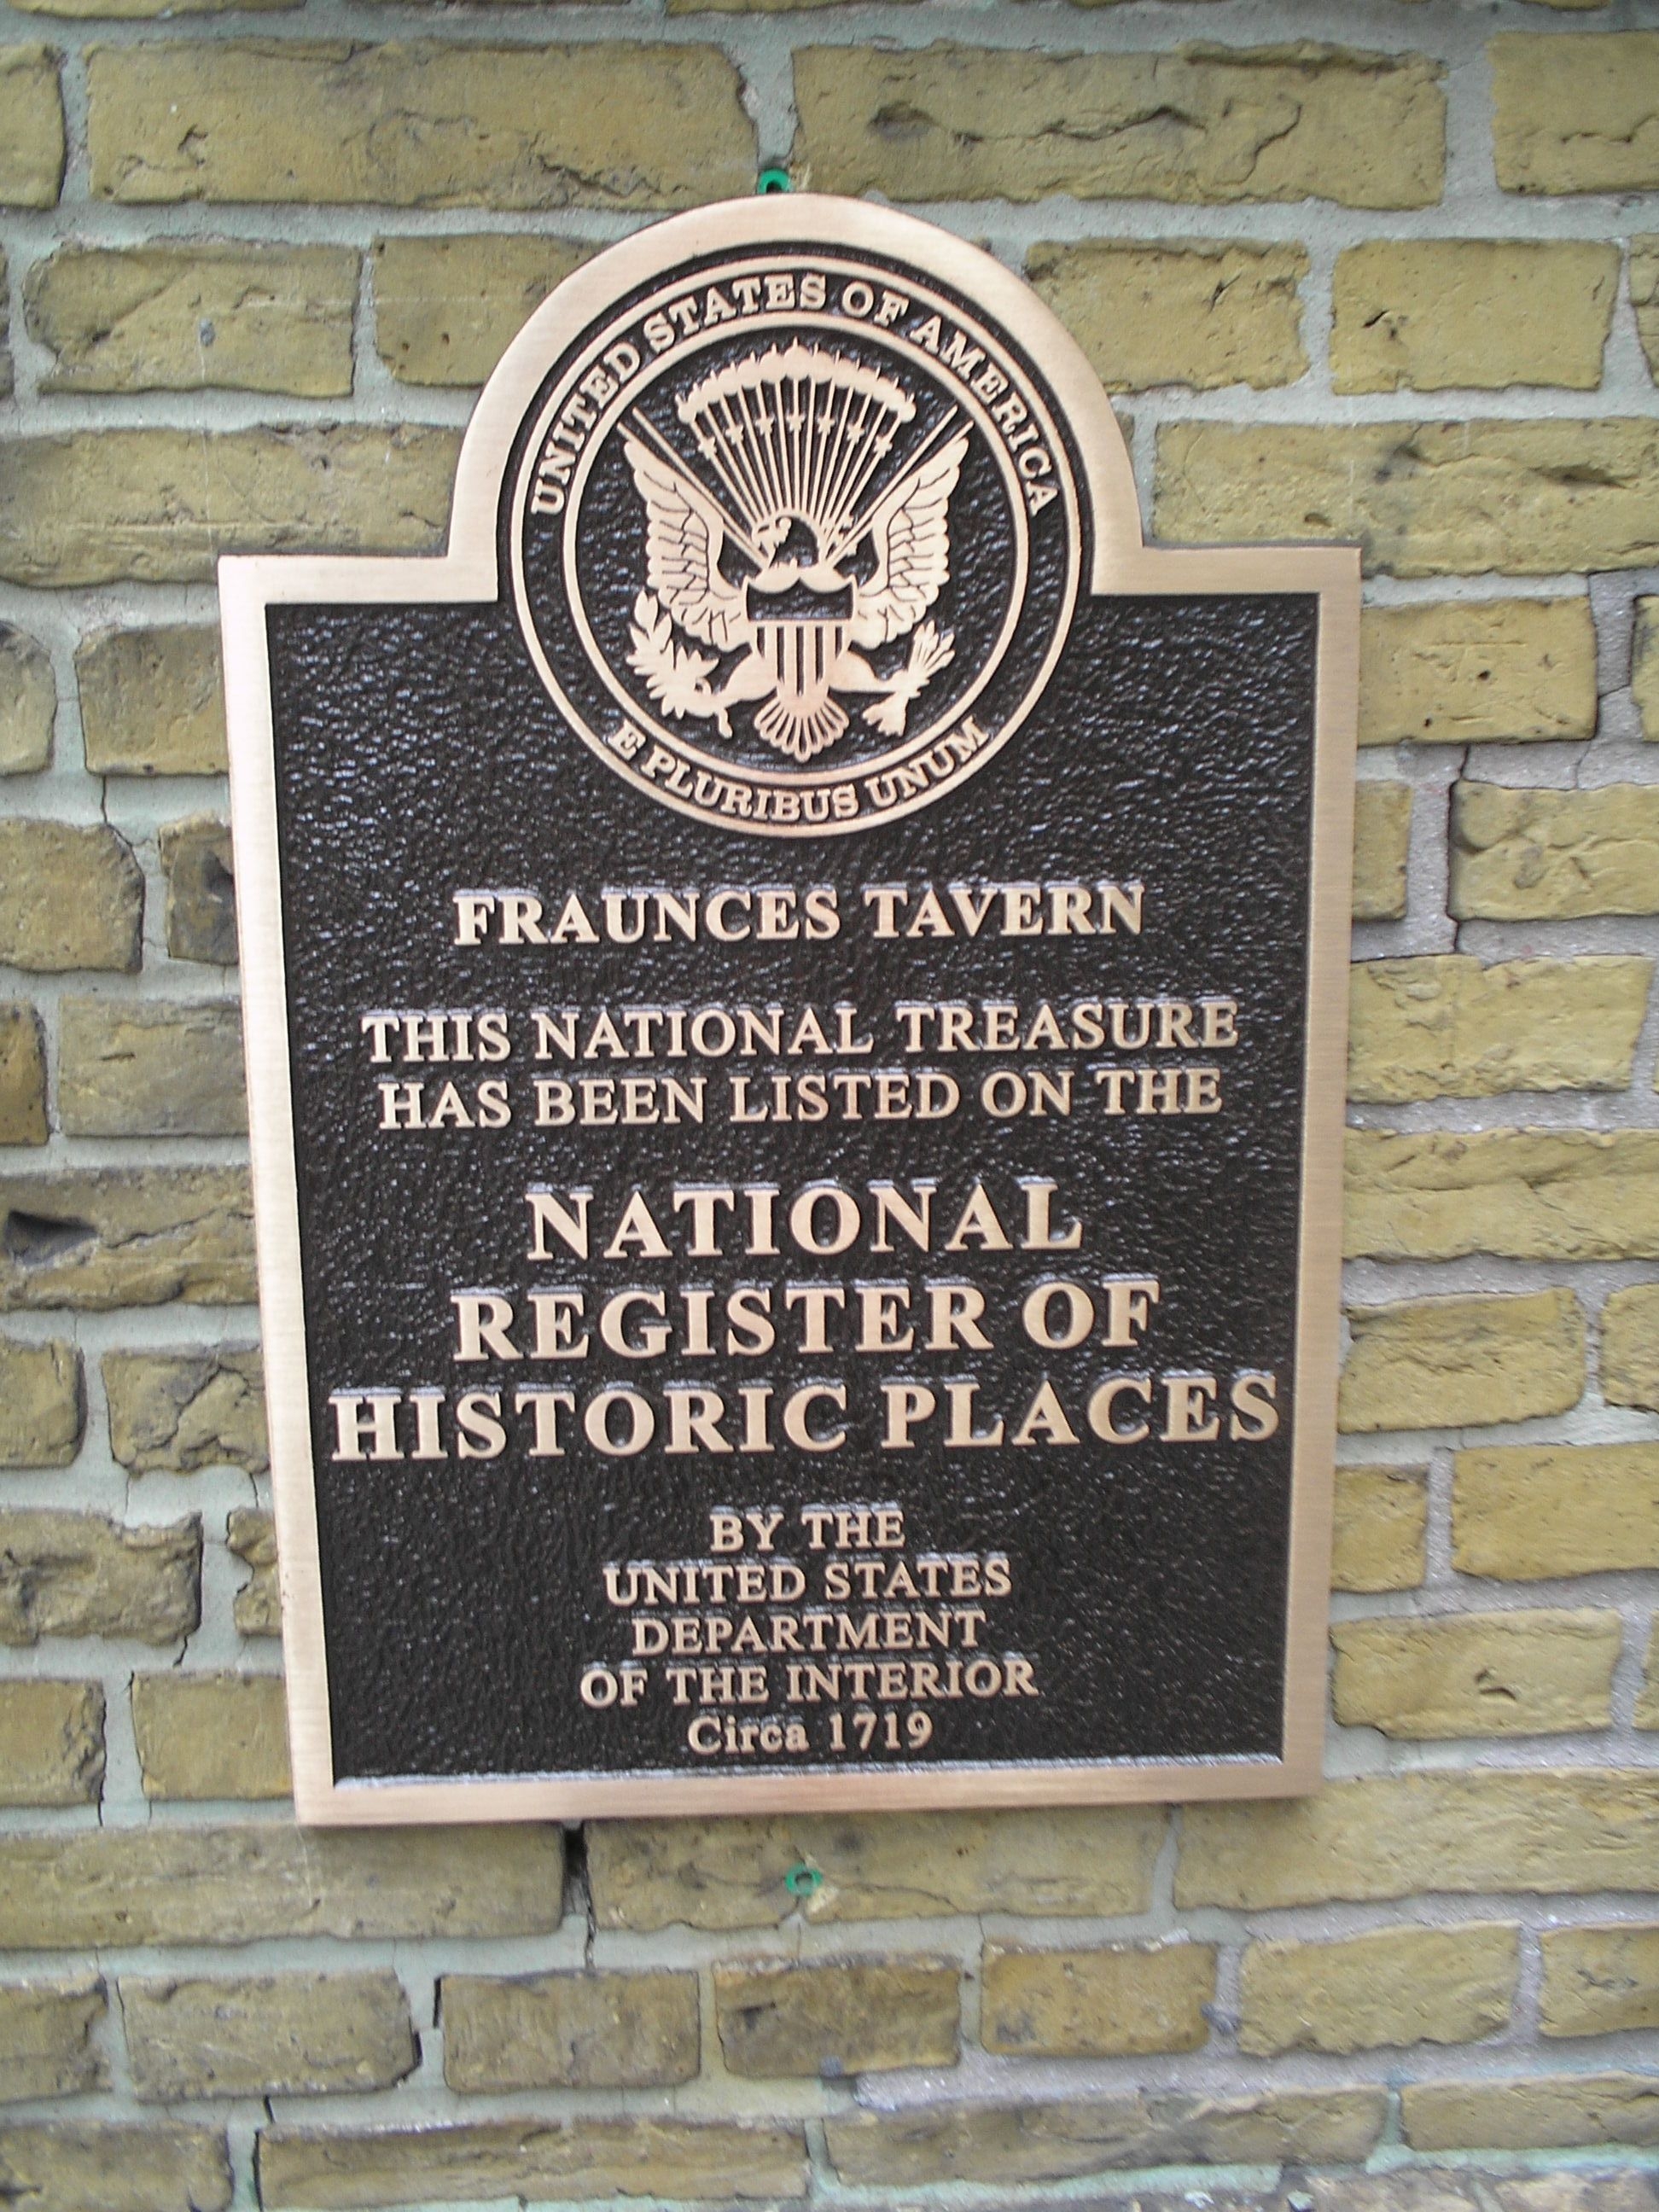 UNITED STATES OF AMERICA
E PLURIBUS UNUM
FRAUNCES TAVERN
THIS NATIONAL TREASURE
HAS BEEN LISTED ON THE
NATIONAL
REGISTER OF
HISTORIC PLACES
BY THE
UNITED STATES
DEPARTMENT
OF THE INTERIOR
Circa 1719